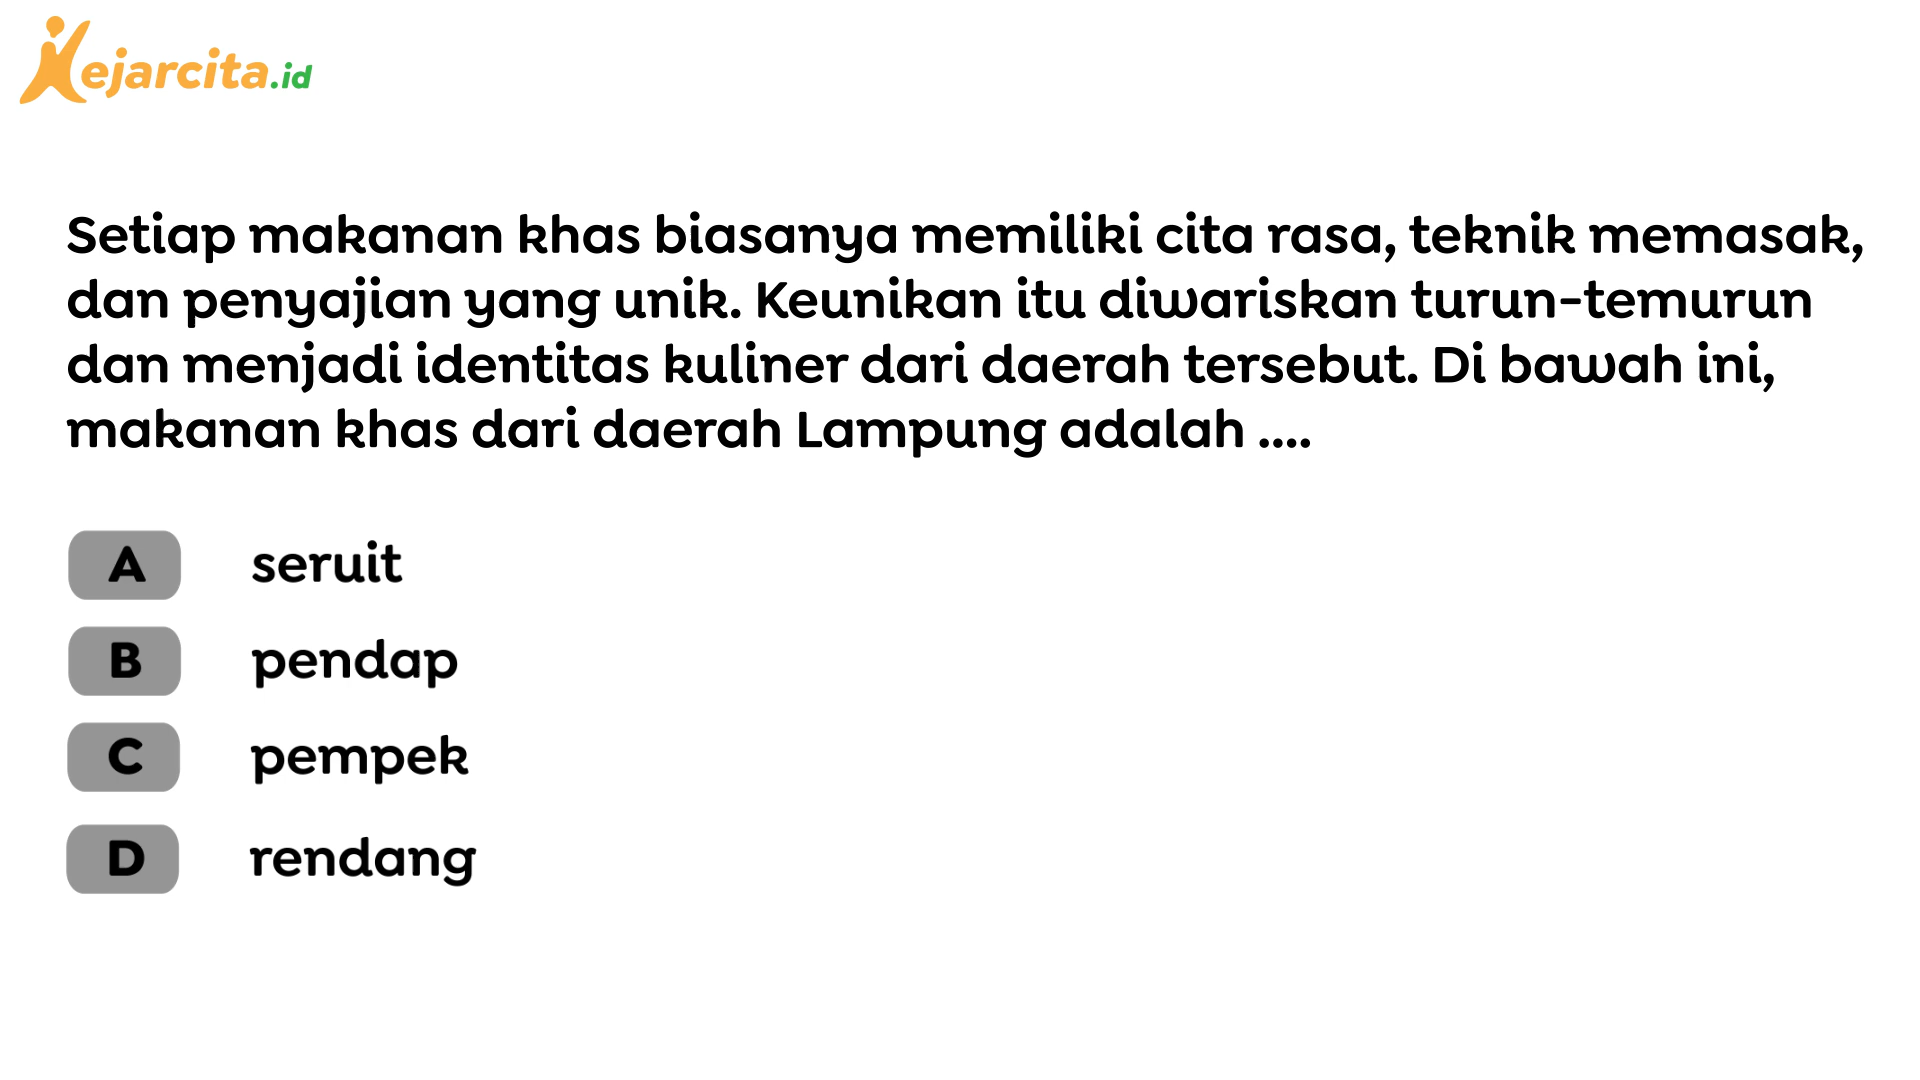 Kejarcita.id
Setiap makanan khas biasanya memiliki cita rasa, teknik memasak,
dan penyajian yang unik. Keunikan itu diwariskan turun-temurun
dan menjadi identitas kuliner dari daerah tersebut. Di bawah ini,
makanan khas dari daerah Lampung adalah ....
A seruit
B pendap
C pempek
D rendang